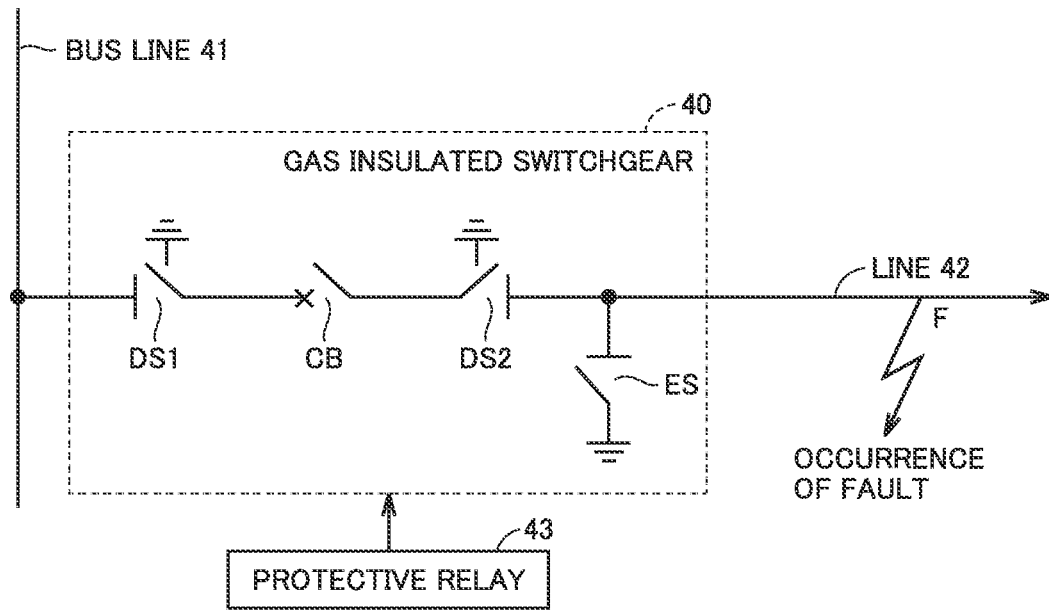 BUS LINE 41
40
GAS INSULATED SWITCHGEAR
LINE 42
DS1
CB
DS2
F
ES
OCCURRENCE
OF FAULT
43
PROTECTIVE RELAY